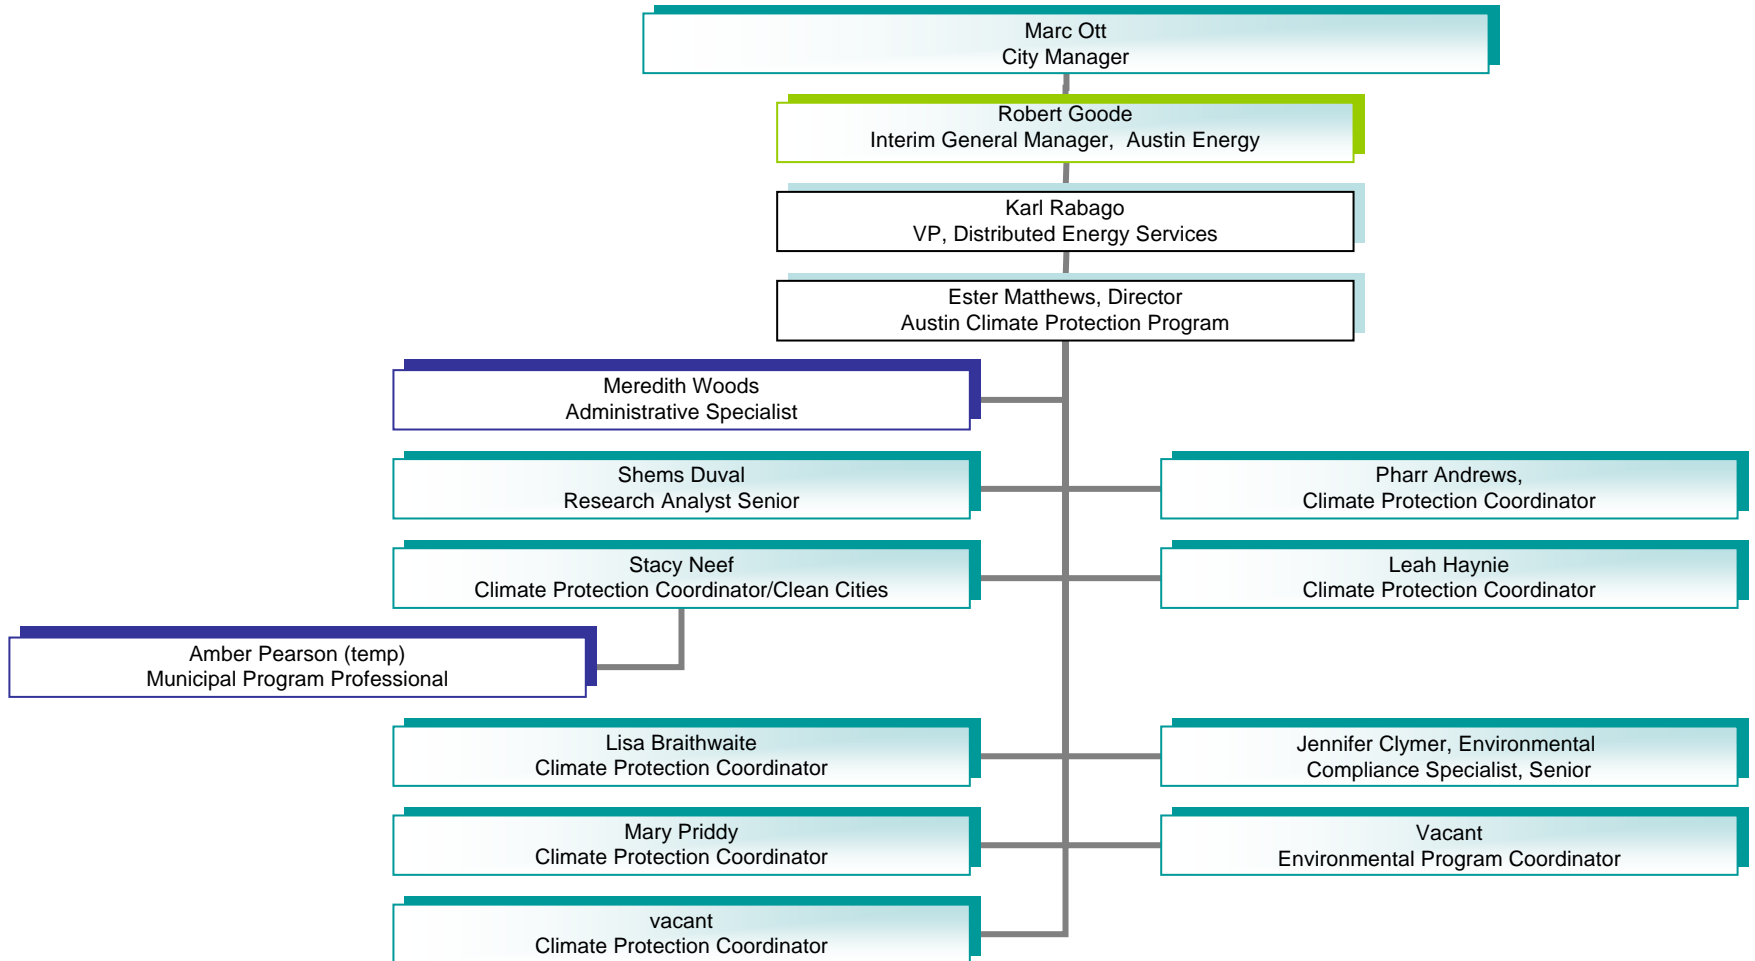 Marc Ott
City Manager
Robert Goode
Interim General Manager, Austin Energy
Karl Rabago
VP, Distributed Energy Services
Ester Matthews, Director
Austin Climate Protection Program
Meredith Woods
Administrative Specialist
Shems Duval
Research Analyst Senior
Pharr Andrews,
Climate Protection Coordinator
Stacy Neef
Climate Protection Coordinator/Clean Cities
Leah Haynie
Climate Protection Coordinator
Amber Pearson (temp)
Municipal Program Professional
Lisa Braithwaite
Climate Protection Coordinator
Jennifer Clymer, Environmental
Compliance Specialist, Senior
Mary Priddy
Climate Protection Coordinator
Vacant
Environmental Program Coordinator
vacant
Climate Protection Coordinator